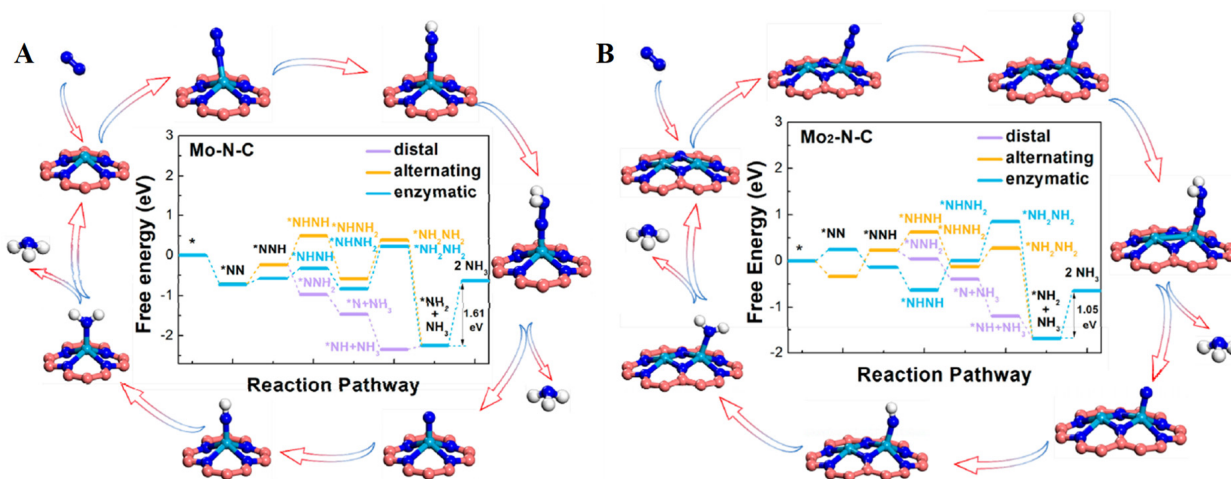 A
Mo-N-C
distal
alternating
enzymatic
Free energy (eV)
3
2
1
0
-1
-2
*
*NN
*NNH
*NHNH
*NHNH
*NNH
*NHNH₂
*NHNH₂
*N+NH₃
*NH+NH₃
*NH₂NH₂
*NH₂NH₂
*NH₂
+
NH₃
2 NH₃
1.61
eV
Reaction Pathway
B
Mo₂-N-C
distal
alternating
enzymatic
Free energy (eV)
3
2
1
0
-1
-2
*
*NN
*NNH
*NHNH
*NNH₂
*NHNH
*NHNH₂
*NHNH₂
*N+NH₃
*NH+NH₃
*NH₂NH₂
*NH₂NH₂
*NH₂
+
NH₃
2 NH₃
1.05
eV
Reaction Pathway